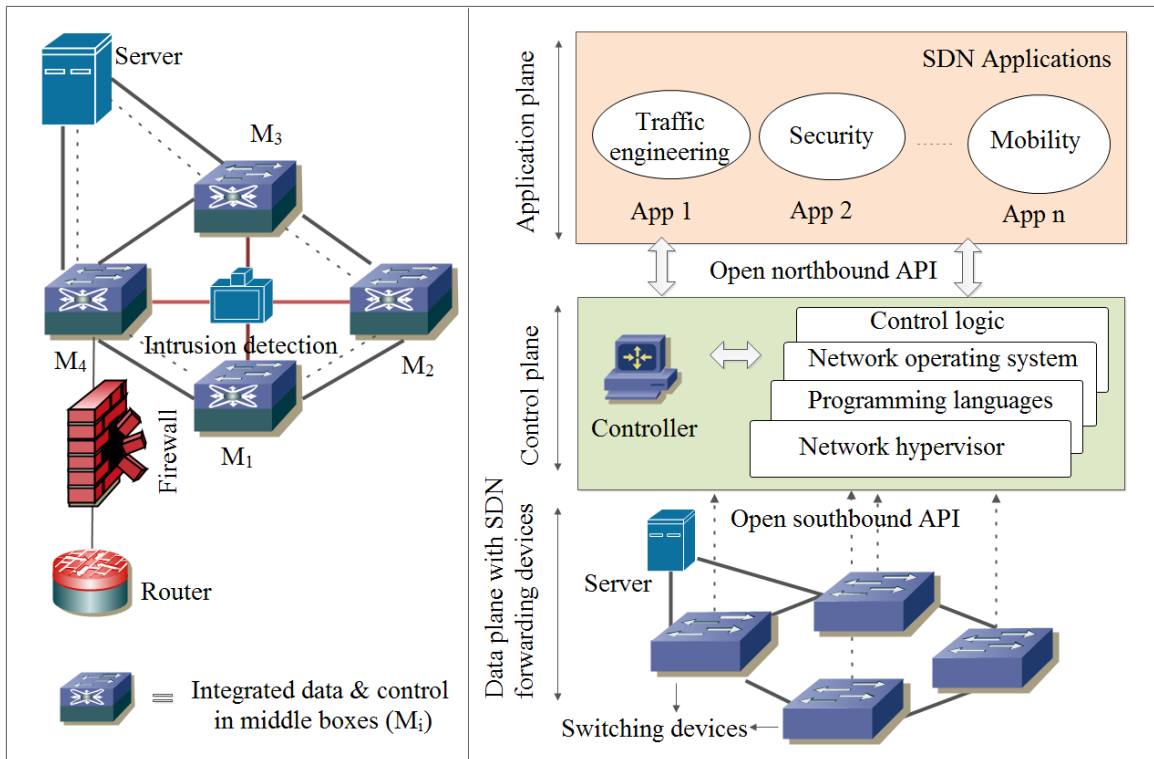 Server
M3
Intrusion detection
M4
M2
M1
Firewall
Router
= Integrated data & control
in middle boxes (Mi)
Application plane
SDN Applications
Traffic
engineering
Security
Mobility
App 1
App 2
App n
Open northbound API
Control plane
Control logic
Network operating system
Programming languages
Network hypervisor
Controller
Data plane with SDN
forwarding devices
Open southbound API
Server
Switching devices